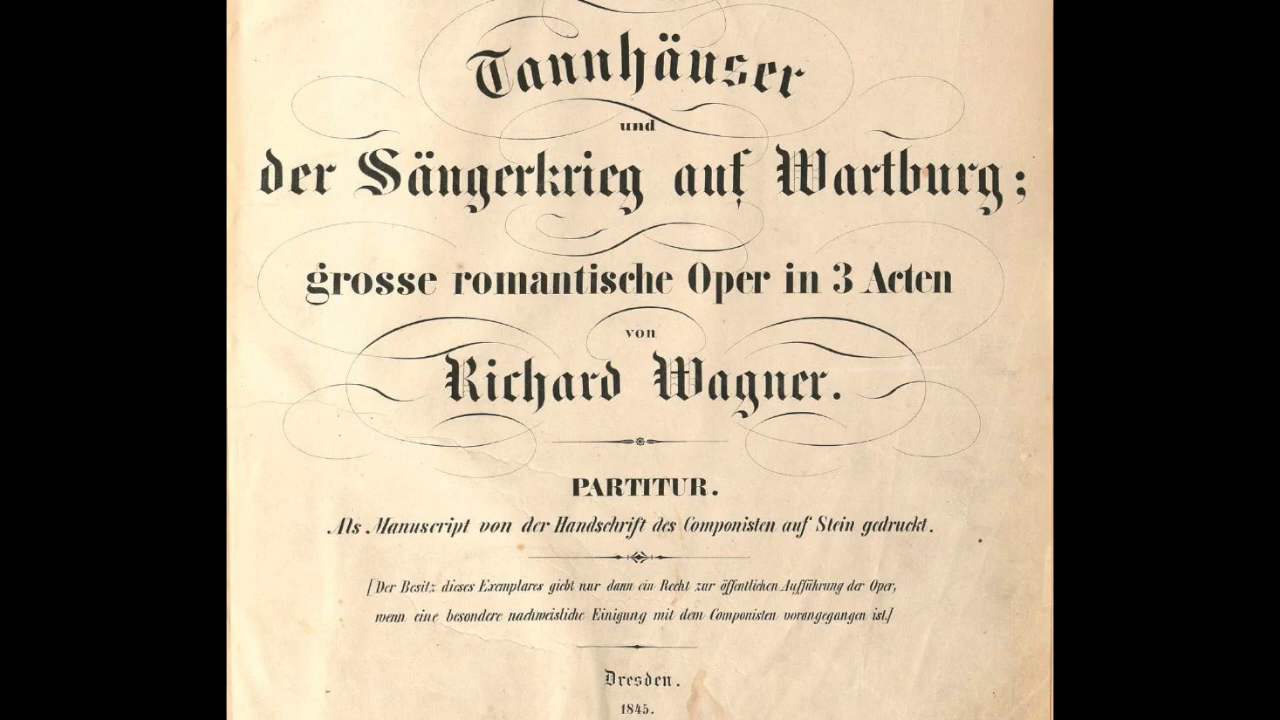 Tannhäuser
und
der Sängerkrieg auf Wartburg;
grosse romantische Oper in 3 Acten
von
Richard Wagner.
PARTITUR.
Als Manuscript von der Handschrift des Componisten auf Stein gedruckt.
[Der Besitz dieses Exemplares giebt nur dann ein Recht zur öffentlichen Aufführung der Oper,
wenn eine besondere nachweisliche Einigung mit dem Componisten vorangegangen ist.]
Dresden.
1845.